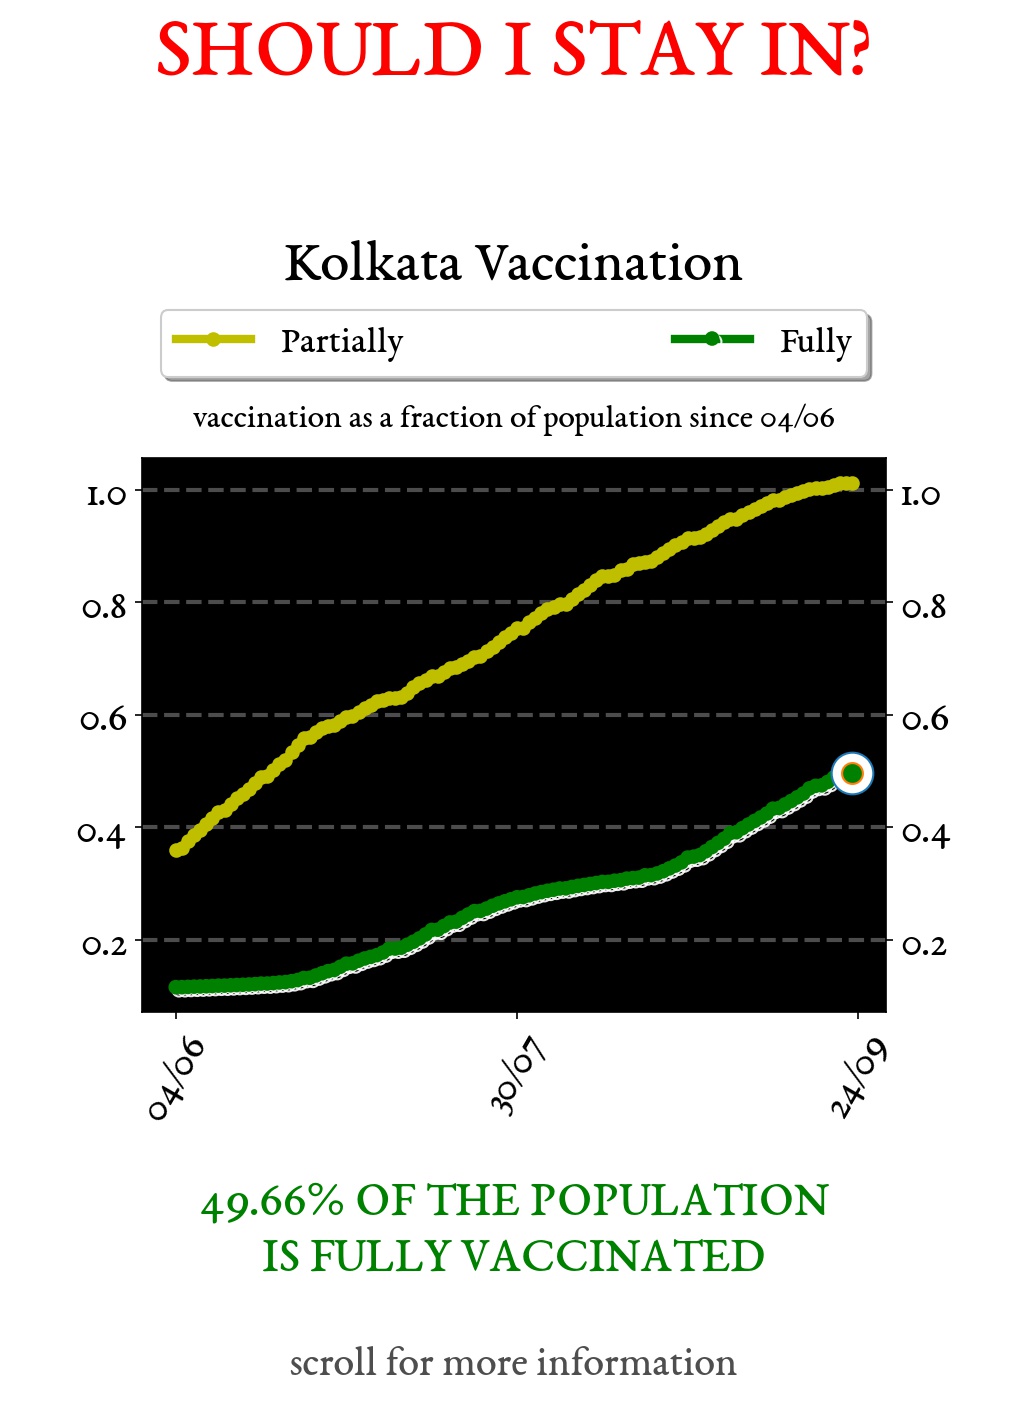 SHOULD I STAY IN?
Kolkata Vaccination
Partially Fully
vaccination as a fraction of population since 04/06
1.0 1.0
0.8 0.8
0.6 0.6
0.4 0.4
0.2 0.2
04/06 30/07 24/09
49.66% OF THE POPULATION
IS FULLY VACCINATED
scroll for more information